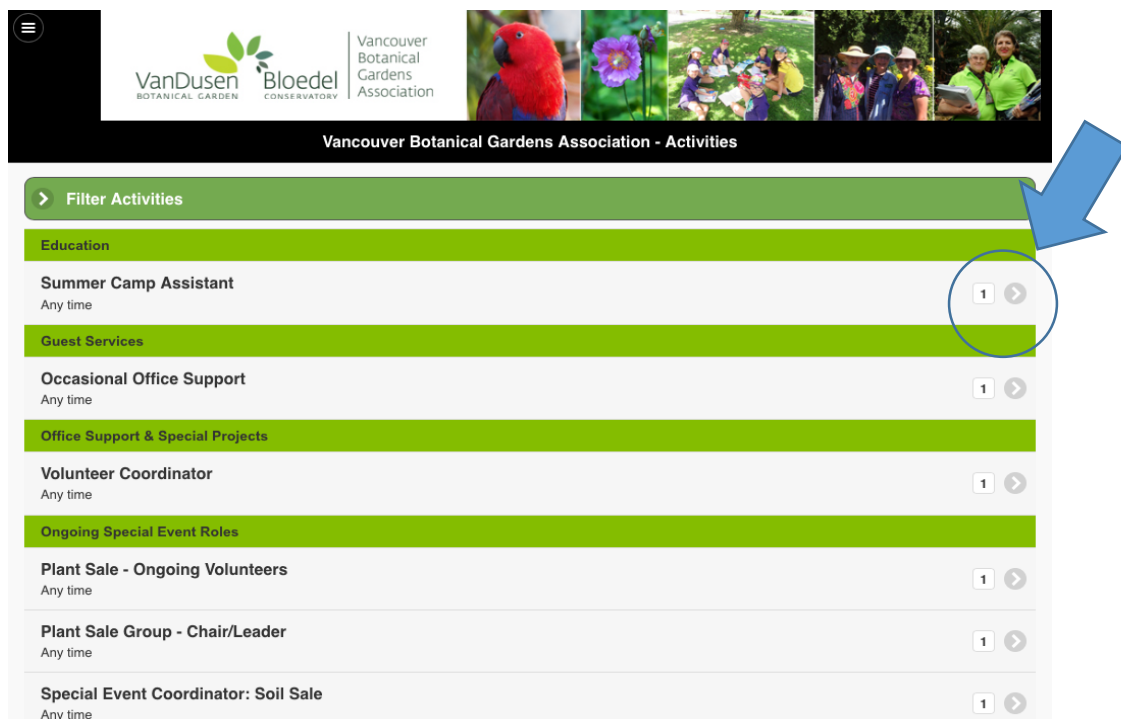 VanDusen
BOTANICAL GARDEN
Bloedel
CONSERVATORY
Vancouver
Botanical
Gardens
Association
Vancouver Botanical Gardens Association - Activities
Filter Activities
Education
Summer Camp Assistant
Any time
1
Guest Services
Occasional Office Support
Any time
1
Office Support & Special Projects
Volunteer Coordinator
Any time
1
Ongoing Special Event Roles
Plant Sale - Ongoing Volunteers
Any time
1
Plant Sale Group - Chair/Leader
Any time
1
Special Event Coordinator: Soil Sale
Any time
1